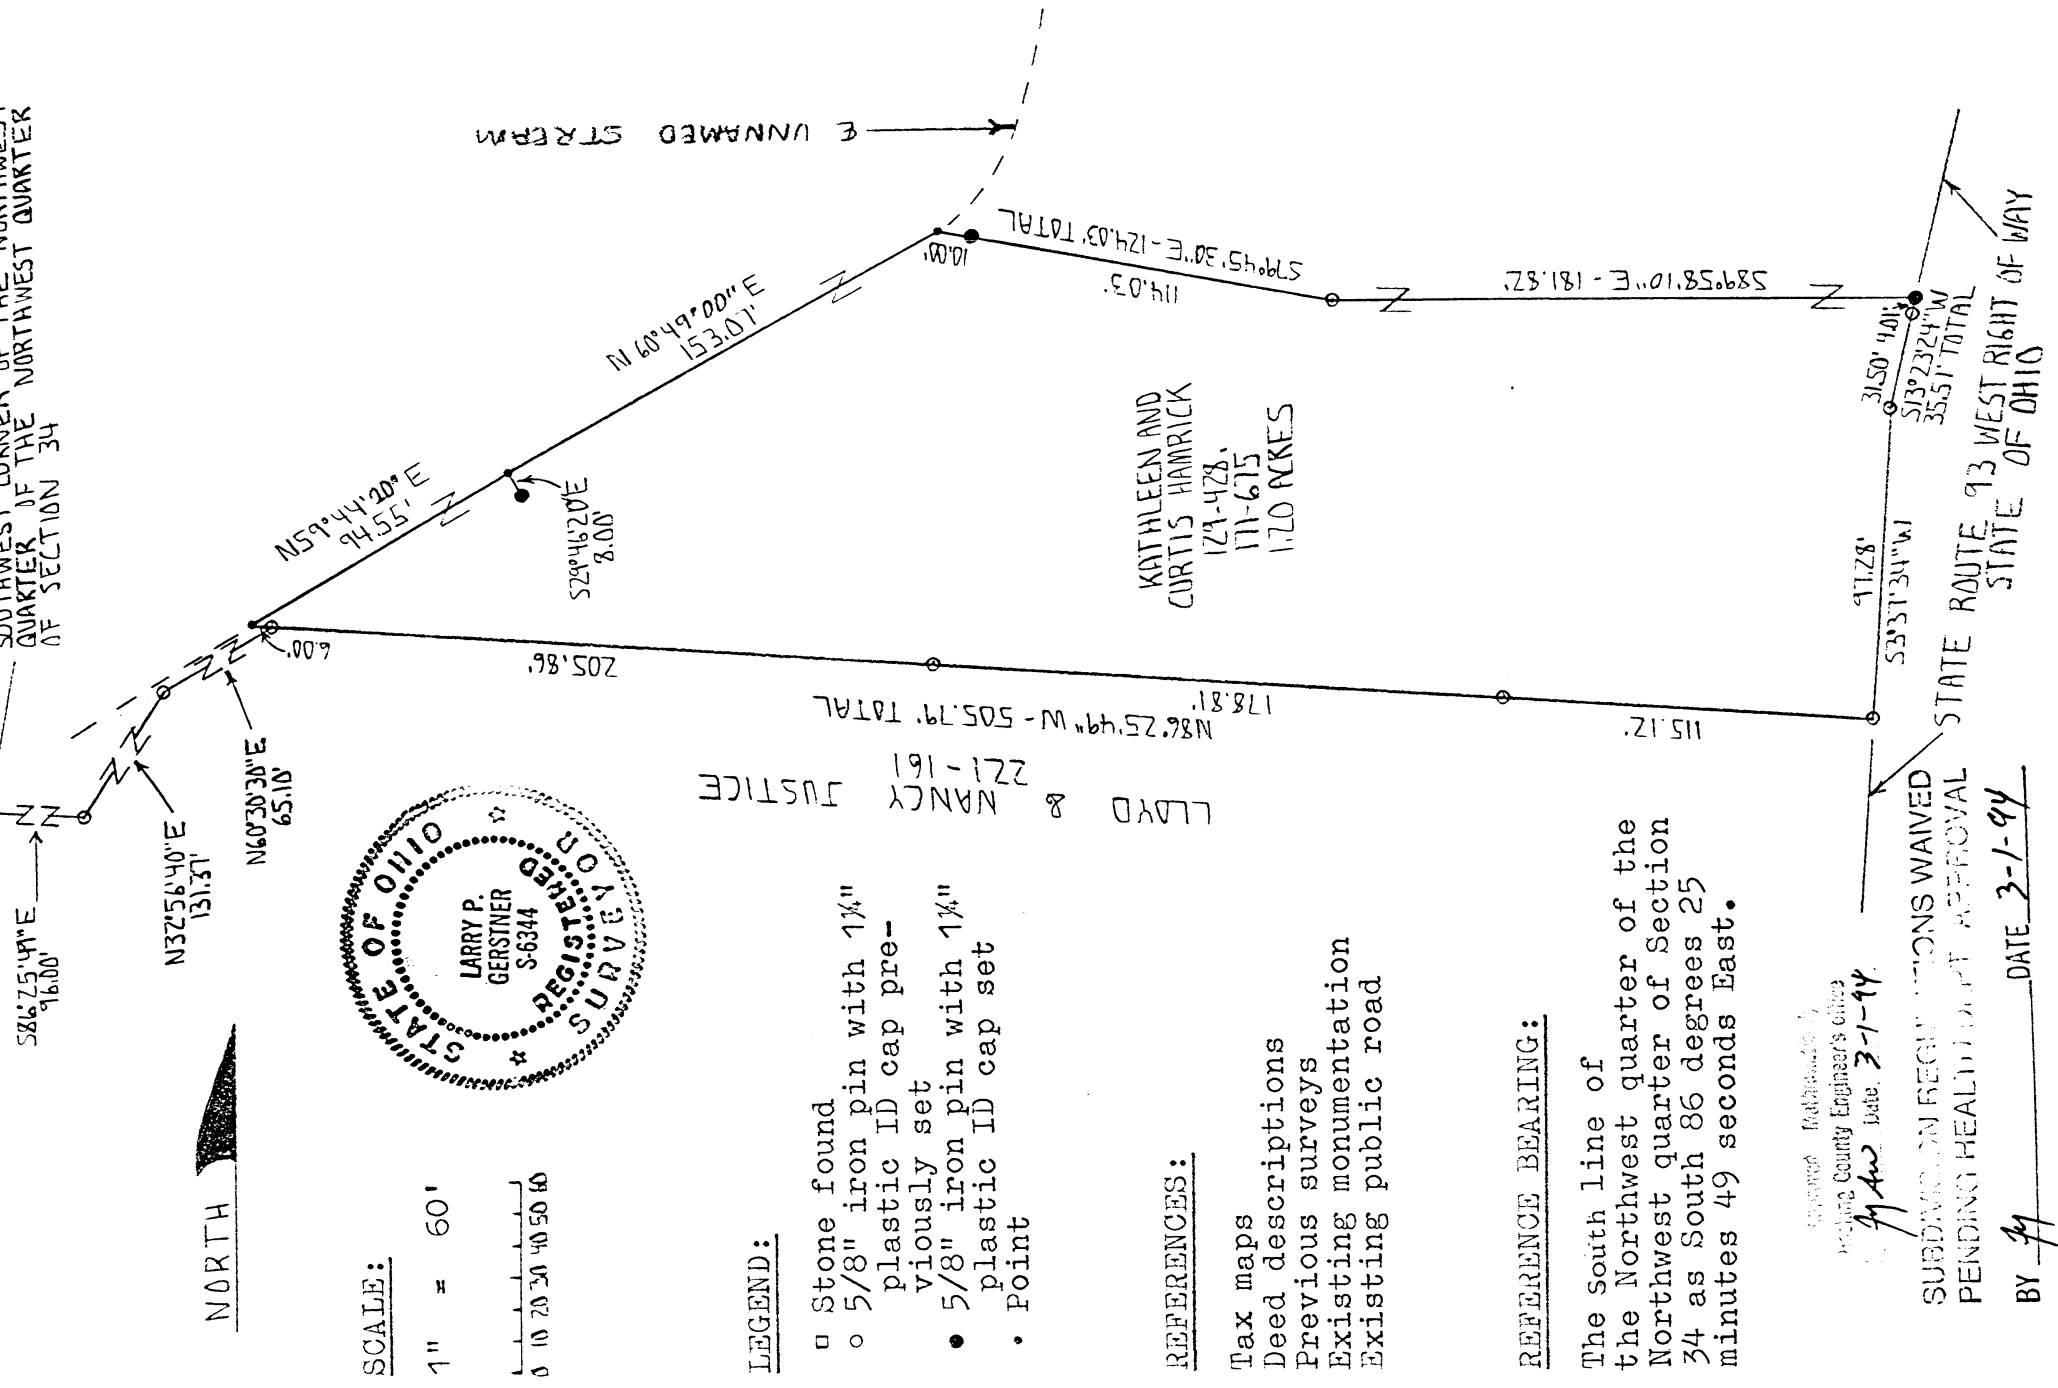 QUARTER OF THE NORTHWEST QUARTER
OF SECTION 34
S86°25'49"E
96.00'
N32°56'40"E
131.37'
N60°30'30"E
65.10'
N59°44'20"E
94.55'
S29°46'20"E
8.00'
N 60°49'00" E
153.07'
℄ UNNAMED STREAM
10.00'
S79°45'30"E-124.03' TOTAL
114.03'
S89°58'10"E - 181.82'
31.50'
4.01'
S13°23'24"W
35.51' TOTAL
97.28'
S3°37'34"W
STATE ROUTE 93 WEST RIGHT OF WAY
STATE OF OHIO
6.00'
205.86'
178.81'
115.12'
N86°25'49" W - 505.79' TOTAL
KATHLEEN AND
CURTIS HAMRICK
129-428
171-675
1.20 ACRES
LLOYD & NANCY JUSTICE
221-161
NORTH
STATE OF OHIO
LARRY P.
GERSTNER
S-6344
REGISTERED
SURVEYOR
SCALE:
1" = 60'
0 10 20 30 40 50 60
LEGEND:
□ Stone found
○ 5/8" iron pin with 1¼"
plastic ID cap pre-
viously set
● 5/8" iron pin with 1¼"
plastic ID cap set
• Point
REFERENCES:
Tax maps
Deed descriptions
Previous surveys
Existing monumentation
Existing public road
REFERENCE BEARING:
The South line of
the Northwest quarter of the
Northwest quarter of Section
34 as South 86 degrees 25
minutes 49 seconds East.
County Engineer's Office
Date 3-1-94
SUBDIVISION REGULATIONS WAIVED
PENDING HEALTH DEPT APPROVAL
BY DATE 3-1-94